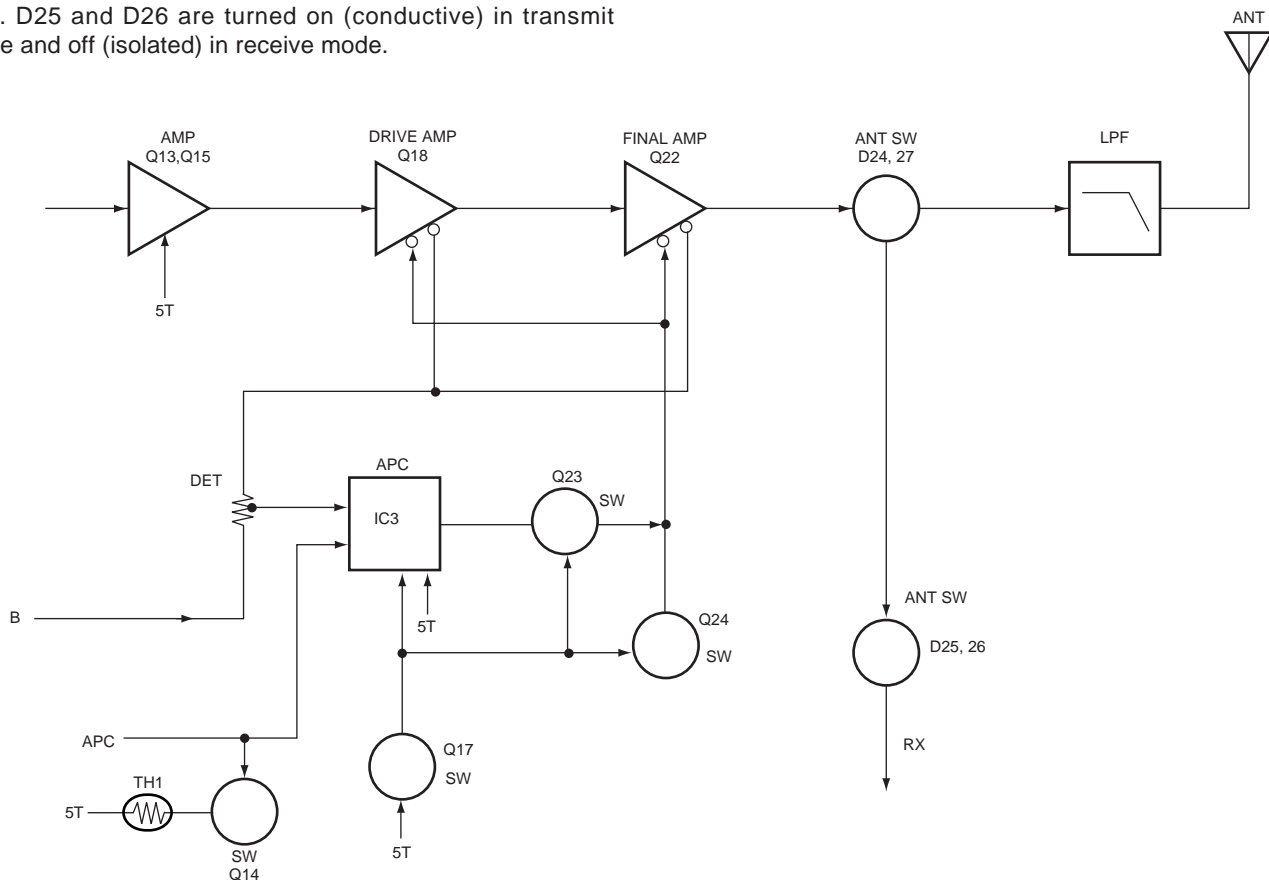 . D25 and D26 are turned on (conductive) in transmit
e and off (isolated) in receive mode.
ANT
AMP
Q13,Q15
DRIVE AMP
Q18
FINAL AMP
Q22
ANT SW
D24, 27
LPF
5T
DET
APC
IC3
Q23
SW
5T
B
Q24
SW
ANT SW
D25, 26
APC
Q17
SW
RX
TH1
5T
5T
SW
Q14